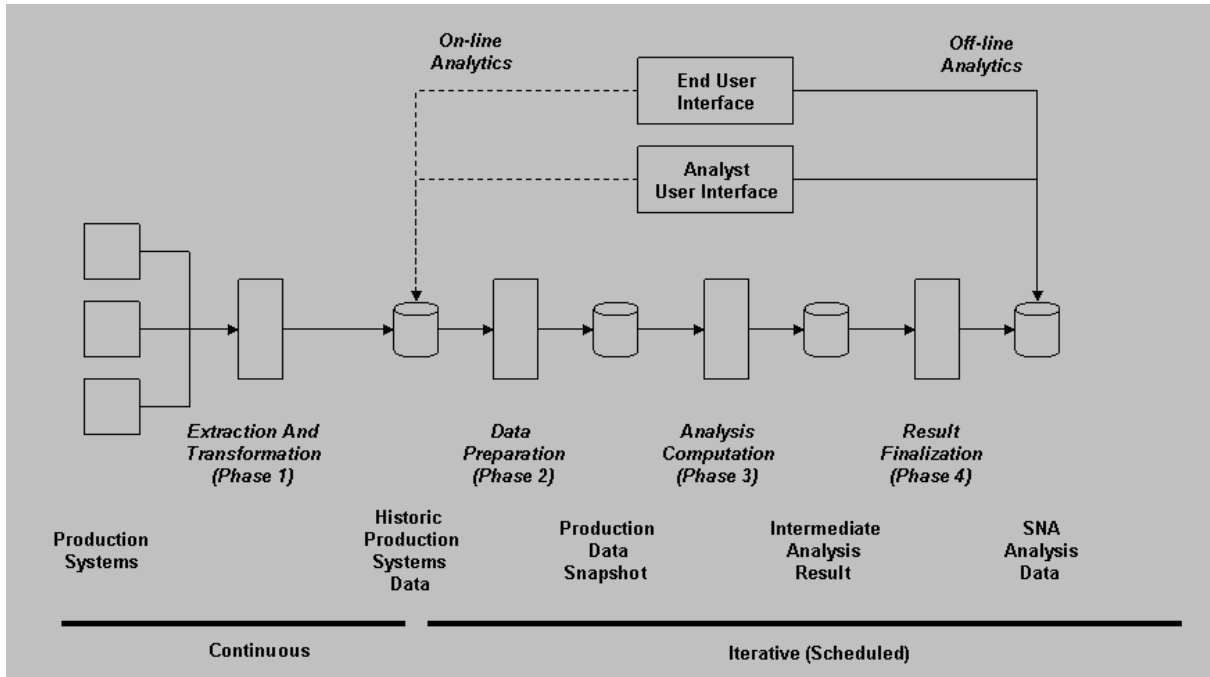 On-line
Analytics
Off-line
Analytics
End User
Interface
Analyst
User Interface
Extraction And
Transformation
(Phase 1)
Data
Preparation
(Phase 2)
Analysis
Computation
(Phase 3)
Result
Finalization
(Phase 4)
Production
Systems
Historic
Production
Systems
Data
Production
Data
Snapshot
Intermediate
Analysis
Result
SNA
Analysis
Data
Continuous
Iterative (Scheduled)